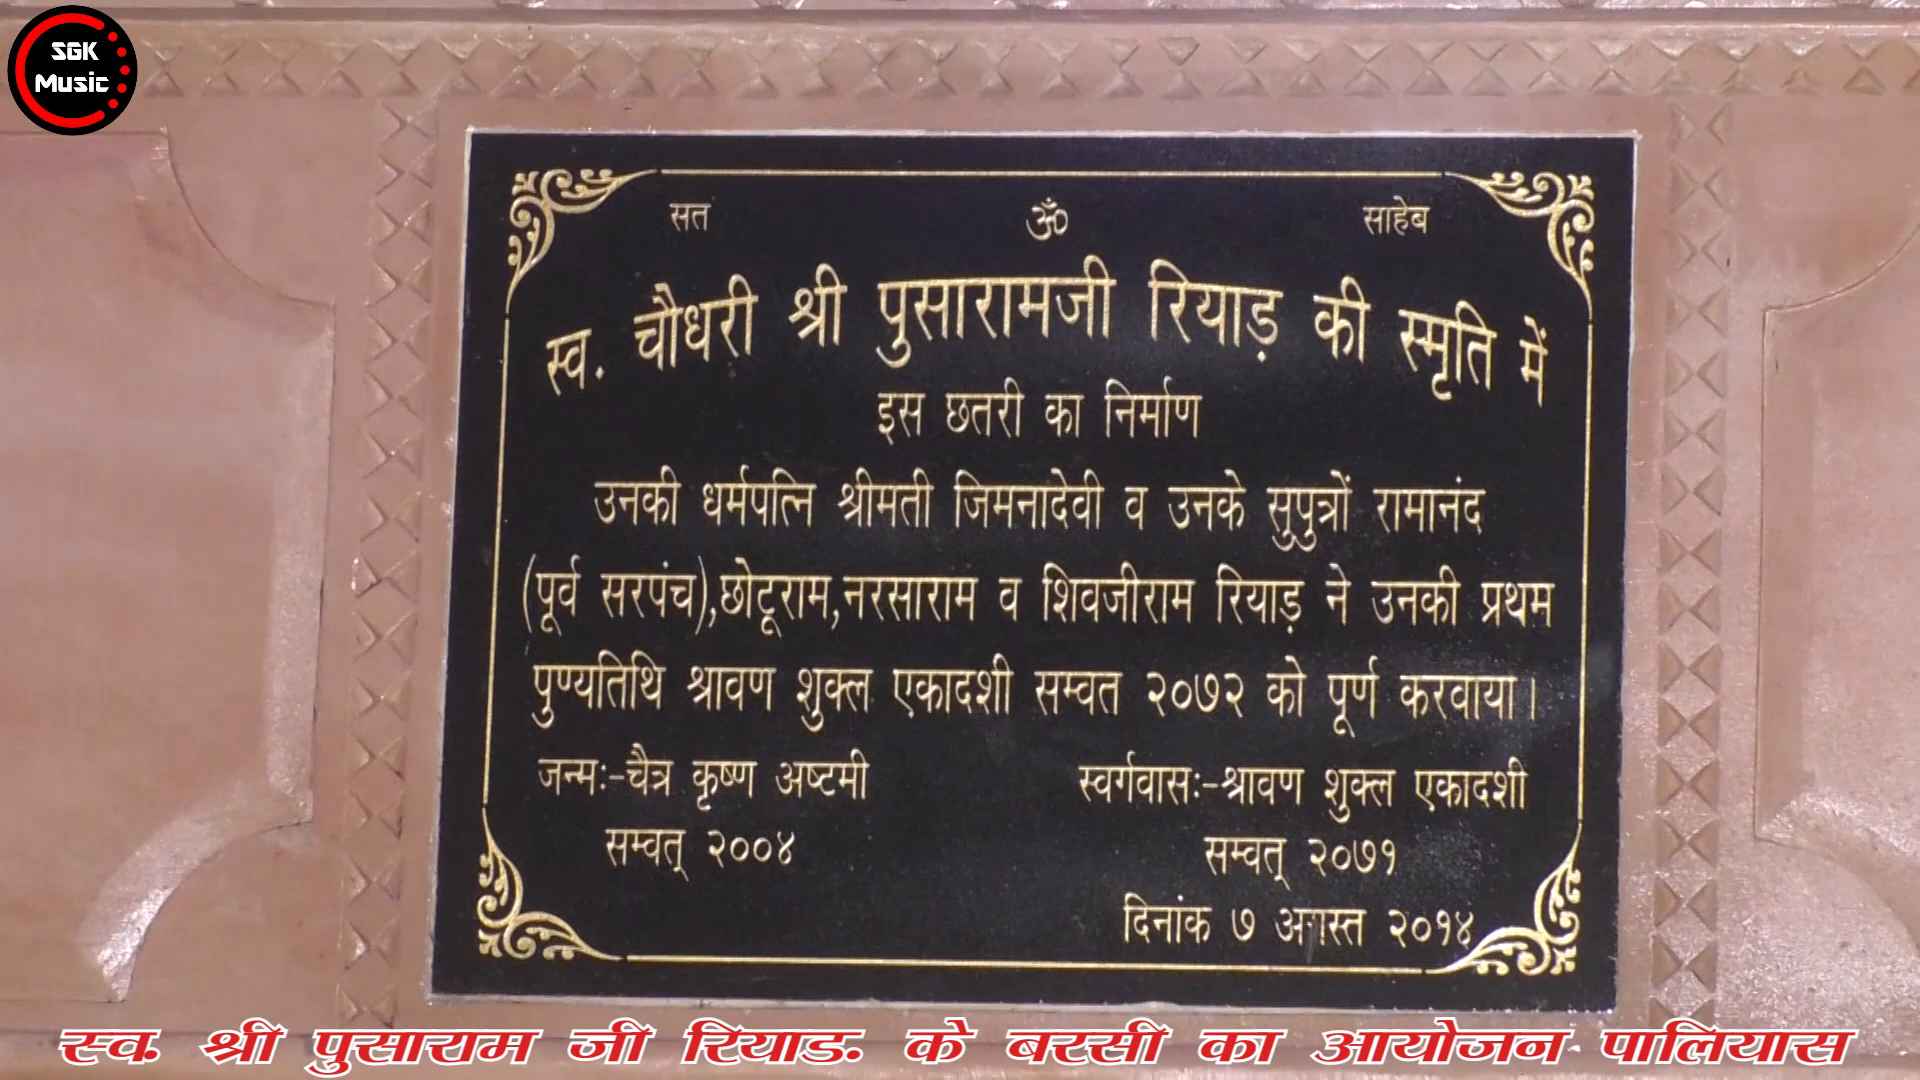 SGK
Music
सत ॐ साहेब
स्व. चौधरी श्री पुसारामजी रियाड़ की स्मृति में
इस छतरी का निर्माण
उनकी धर्मपत्नि श्रीमती जिमनादेवी व उनके सुपुत्रों रामानंद
(पूर्व सरपंच),छोटूराम,नरसाराम व शिवजीराम रियाड़ ने उनकी प्रथम
पुण्यतिथि श्रावण शुक्ल एकादशी सम्वत २०७२ को पूर्ण करवाया।
जन्मः-चैत्र कृष्ण अष्टमी स्वर्गवासः-श्रावण शुक्ल एकादशी
सम्वत् २००४ सम्वत् २०७१
दिनांक ७ अगस्त २०१४
स्व. श्री पुसाराम जी रियाड. के बरसी का आयोजन पालियास